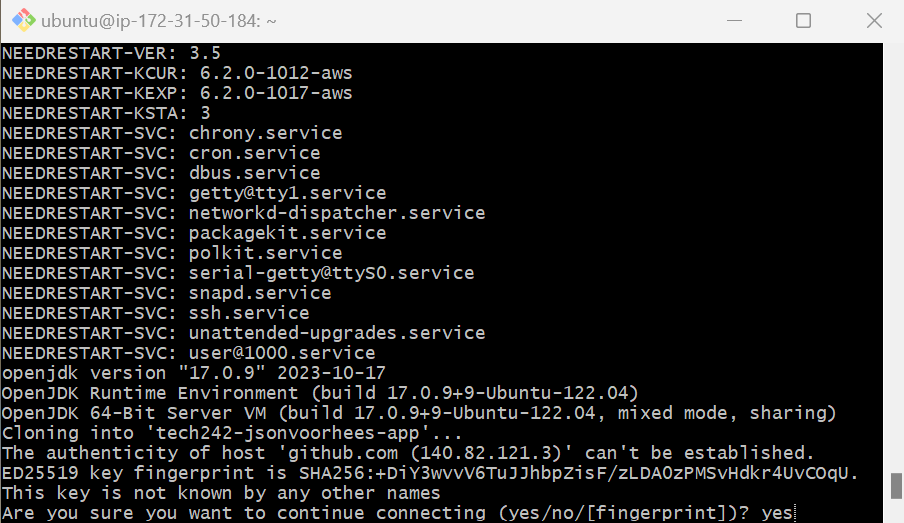 ubuntu@ip-172-31-50-184: ~
NEEDRESTART-VER: 3.5
NEEDRESTART-KCUR: 6.2.0-1012-aws
NEEDRESTART-KEXP: 6.2.0-1017-aws
NEEDRESTART-KSTA: 3
NEEDRESTART-SVC: chrony.service
NEEDRESTART-SVC: cron.service
NEEDRESTART-SVC: dbus.service
NEEDRESTART-SVC: getty@tty1.service
NEEDRESTART-SVC: networkd-dispatcher.service
NEEDRESTART-SVC: packagekit.service
NEEDRESTART-SVC: polkit.service
NEEDRESTART-SVC: serial-getty@ttyS0.service
NEEDRESTART-SVC: snapd.service
NEEDRESTART-SVC: ssh.service
NEEDRESTART-SVC: unattended-upgrades.service
NEEDRESTART-SVC: user@1000.service
openjdk version "17.0.9" 2023-10-17
OpenJDK Runtime Environment (build 17.0.9+9-Ubuntu-122.04)
OpenJDK 64-Bit Server VM (build 17.0.9+9-Ubuntu-122.04, mixed mode, sharing)
Cloning into 'tech242-jsonvoorhees-app'...
The authenticity of host 'github.com (140.82.121.3)' can't be established.
ED25519 key fingerprint is SHA256:+DiY3wvvV6TuJJhbpZisF/zLDA0zPMSvHdkr4UvCOqU.
This key is not known by any other names
Are you sure you want to continue connecting (yes/no/[fingerprint])? yes